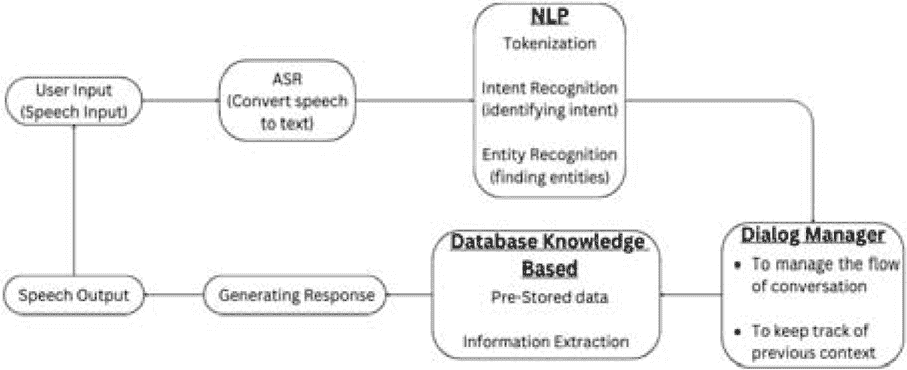 User Input
(Speech Input)
ASR
(Convert speech
to text)
NLP
Tokenization
Intent Recognition
(identifying intent)
Entity Recognition
(finding entities)
Dialog Manager
• To manage the flow
of conversation
• To keep track of
previous context
Database Knowledge
Based
Pre-Stored data
Information Extraction
Generating Response
Speech Output